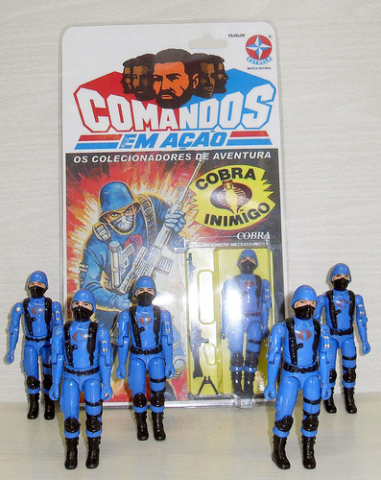 ESTRELA
COMANDOS
EM AÇÃO
OS COLECIONADORES DE AVENTURA
COBRA
INIMIGO
COBRA